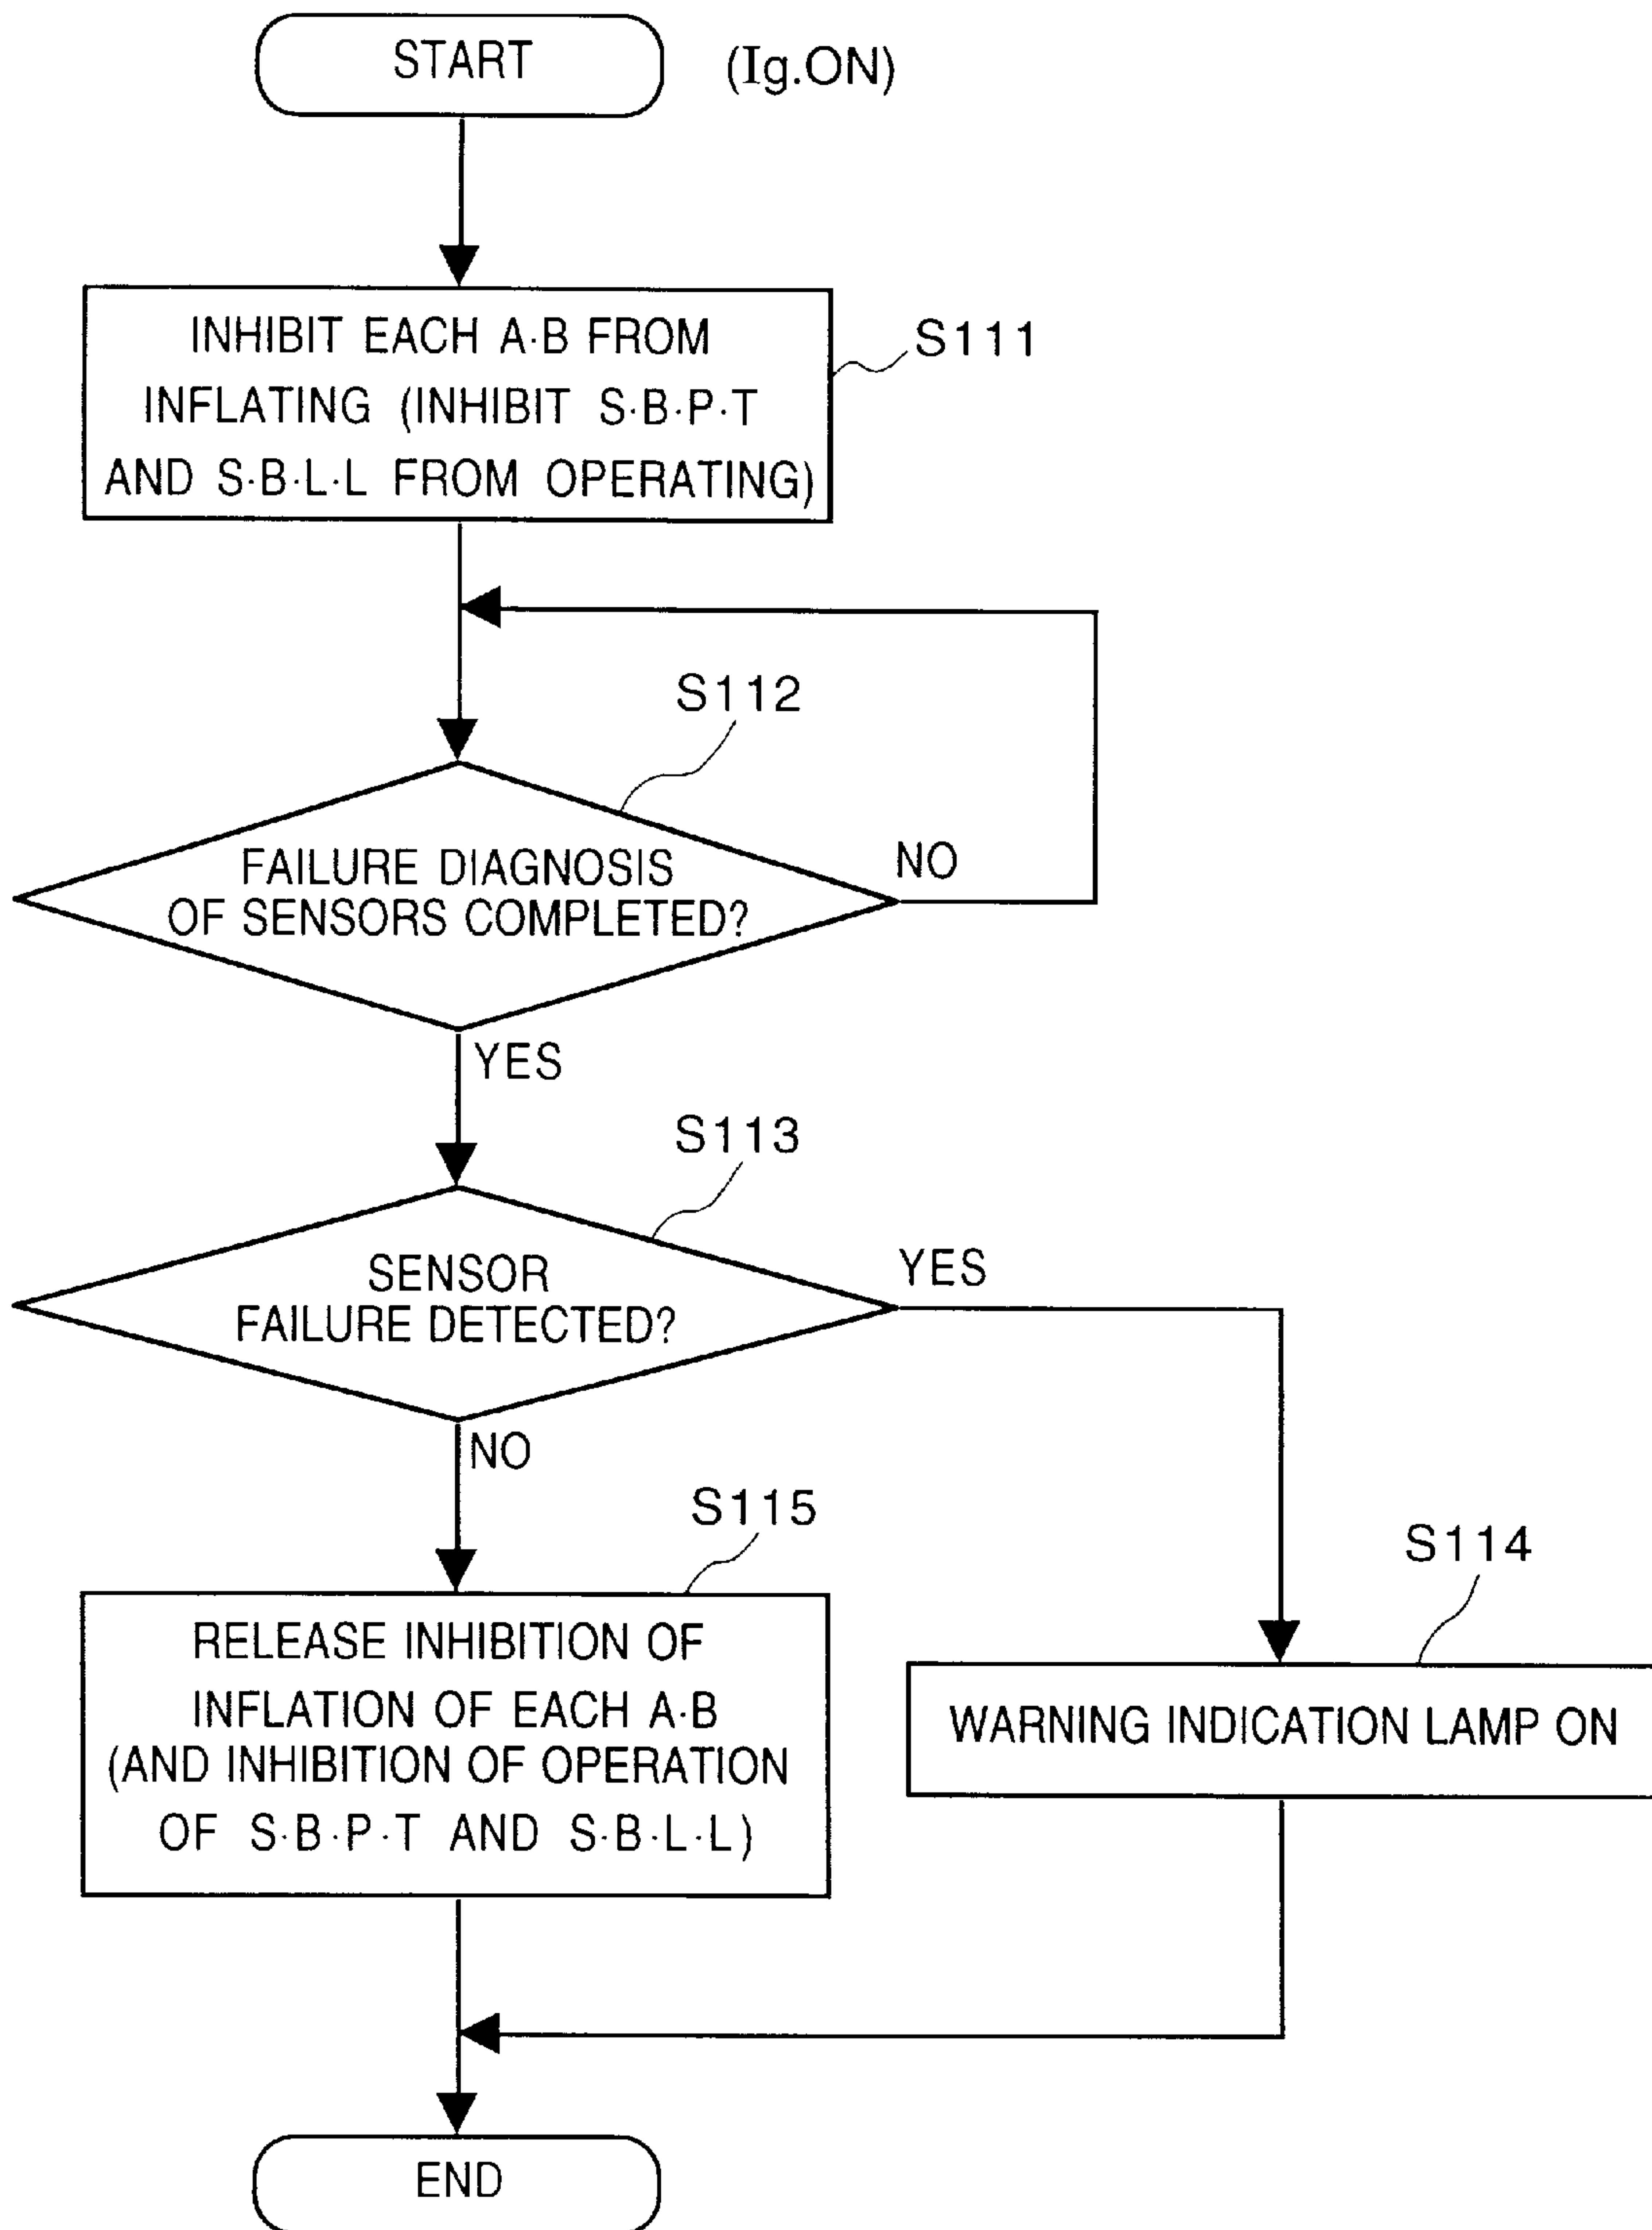 START
(Ig.ON)
INHIBIT EACH A·B FROM
INFLATING (INHIBIT S·B·P·T
AND S·B·L·L FROM OPERATING)
S111
S112
FAILURE DIAGNOSIS
OF SENSORS COMPLETED?
NO
YES
S113
SENSOR
FAILURE DETECTED?
YES
NO
S115
RELEASE INHIBITION OF
INFLATION OF EACH A·B
(AND INHIBITION OF OPERATION
OF S·B·P·T AND S·B·L·L)
S114
WARNING INDICATION LAMP ON
END